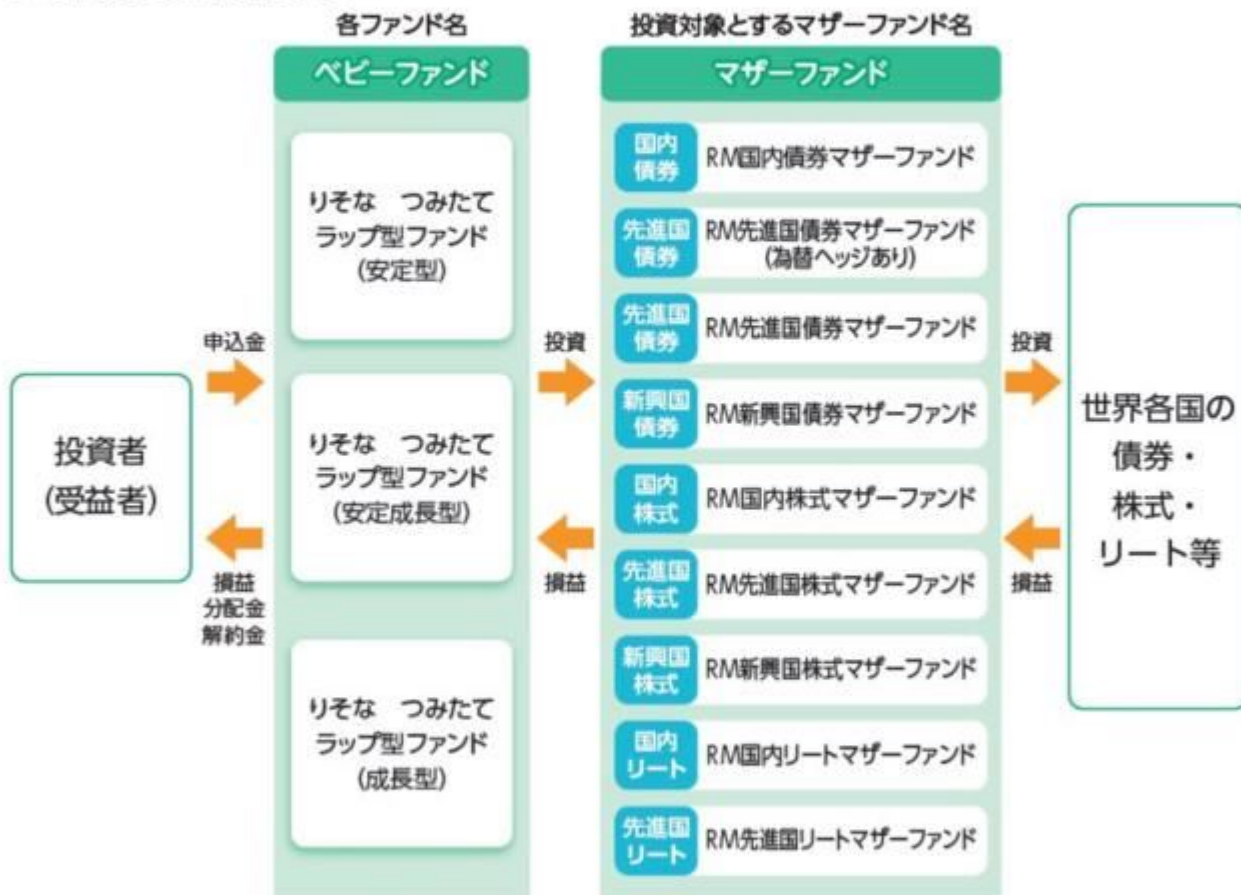 各ファンド名
ベビーファンド
りそな　つみたて
ラップ型ファンド
(安定型)
りそな　つみたて
ラップ型ファンド
(安定成長型)
りそな　つみたて
ラップ型ファンド
(成長型)
投資対象とするマザーファンド名
マザーファンド
国内
債券
RM国内債券マザーファンド
先進国
債券
RM先進国債券マザーファンド
(為替ヘッジあり)
先進国
債券
RM先進国債券マザーファンド
新興国
債券
RM新興国債券マザーファンド
国内
株式
RM国内株式マザーファンド
先進国
株式
RM先進国株式マザーファンド
新興国
株式
RM新興国株式マザーファンド
国内
リート
RM国内リートマザーファンド
先進国
リート
RM先進国リートマザーファンド
投資者
(受益者)
申込金
損益
分配金
解約金
投資
損益
投資
損益
世界各国の
債券・
株式・
リート等